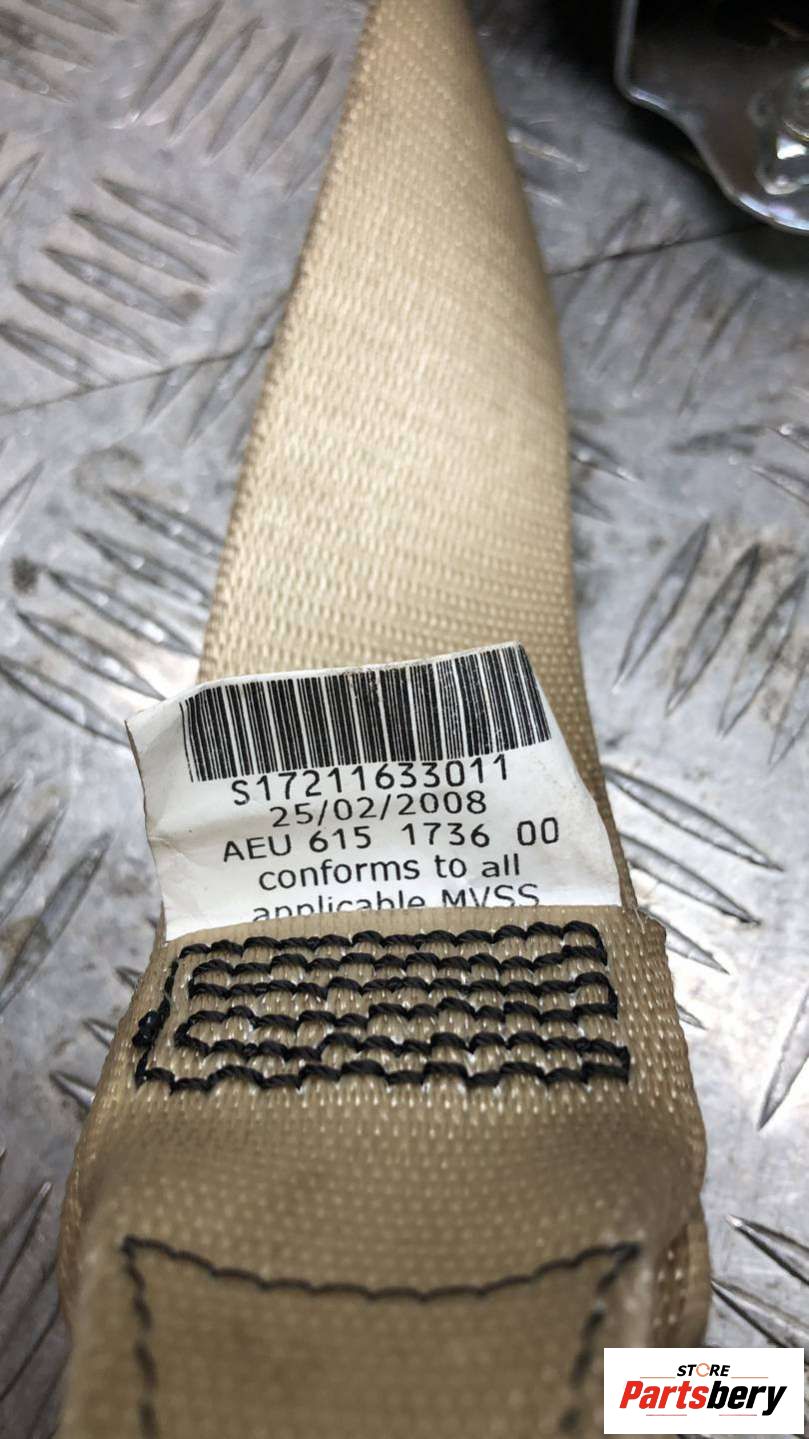 S17211633011
25/02/2008
AEU 615 1736 00
conforms to all
applicable MVSS
STORE
Partsbery